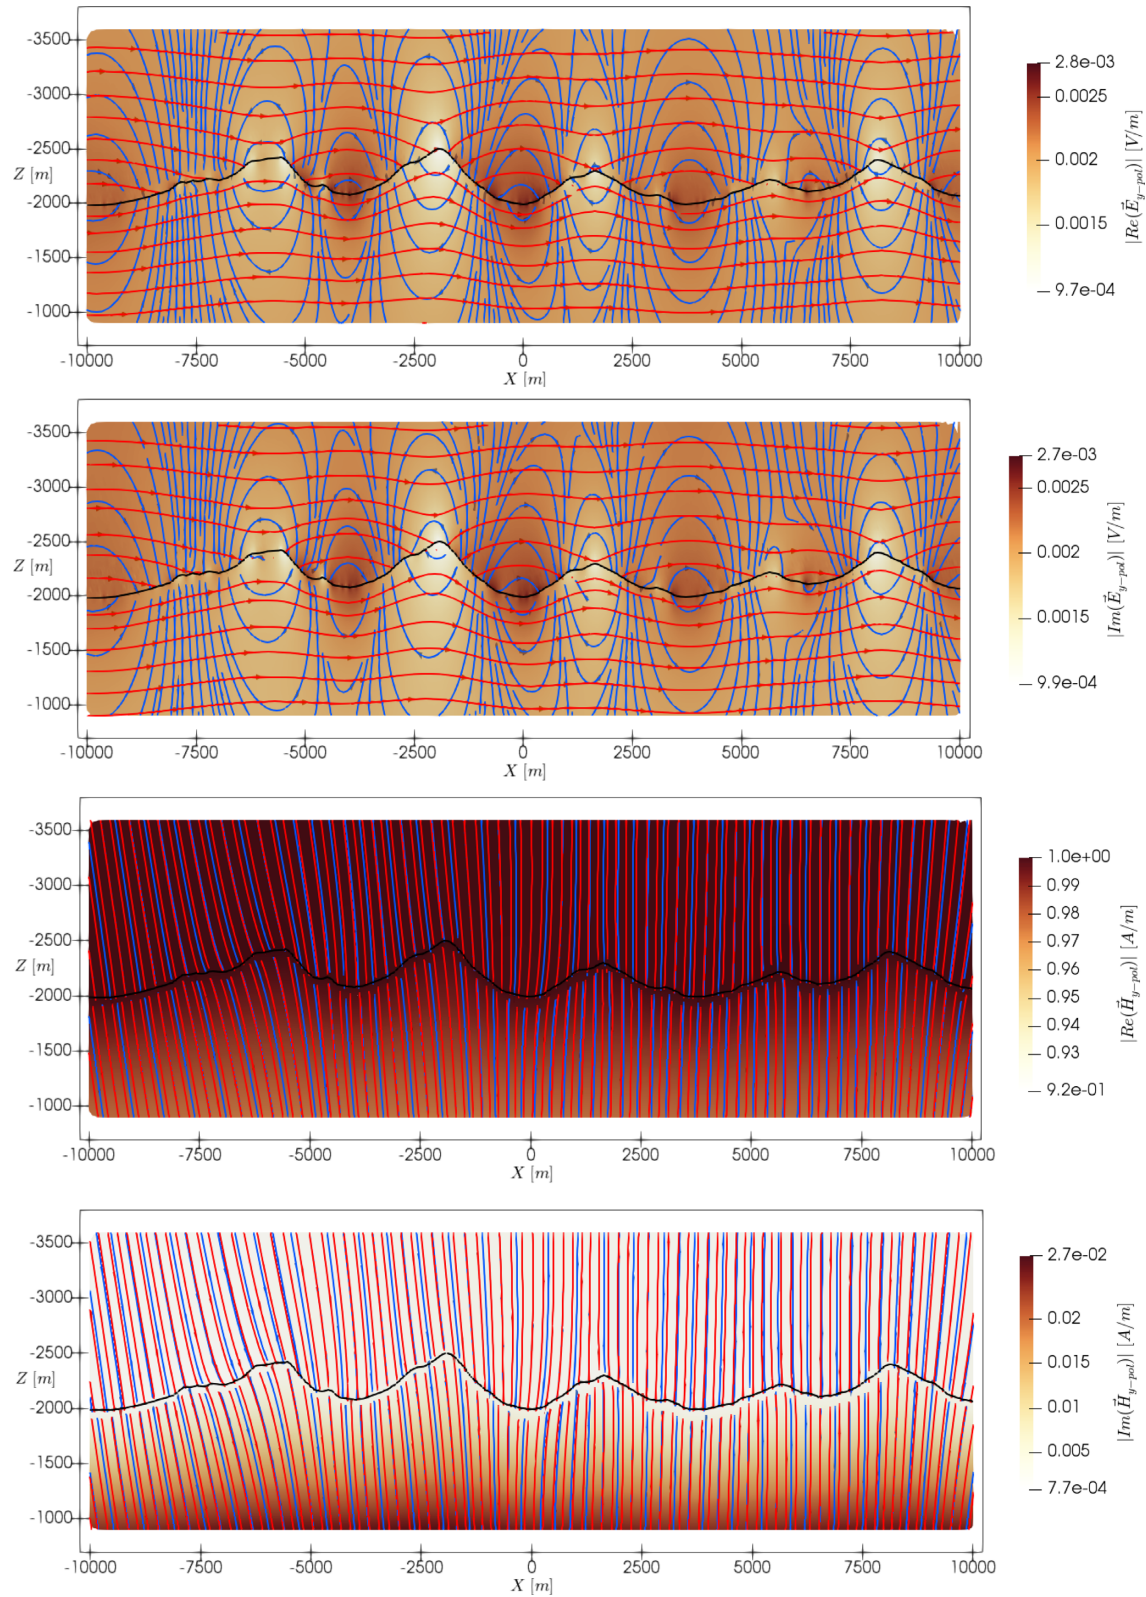 -3500
-3000
-2500
Z [m]
-2000
-1500
-1000
-10000 -7500 -5000 -2500 0 2500 5000 7500 10000
X [m]
2.8e-03
0.0025
0.002
0.0015
9.7e-04
|Re(E⃗_{y-pol})| [V/m]
-3500
-3000
-2500
Z [m]
-2000
-1500
-1000
-10000 -7500 -5000 -2500 0 2500 5000 7500 10000
X [m]
2.7e-03
0.0025
0.002
0.0015
9.9e-04
|Im(E⃗_{y-pol})| [V/m]
-3500
-3000
-2500
Z [m]
-2000
-1500
-1000
-10000 -7500 -5000 -2500 0 2500 5000 7500 10000
X [m]
1.0e+00
0.99
0.98
0.97
0.96
0.95
0.94
0.93
9.2e-01
|Re(H⃗_{y-pol})| [A/m]
-3500
-3000
-2500
Z [m]
-2000
-1500
-1000
-10000 -7500 -5000 -2500 0 2500 5000 7500 10000
X [m]
2.7e-02
0.02
0.015
0.01
0.005
7.7e-04
|Im(H⃗_{y-pol})| [A/m]